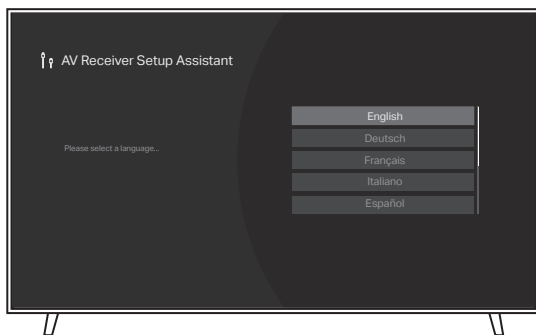 AV Receiver Setup Assistant
Please select a language...
English
Deutsch
Français
Italiano
Español